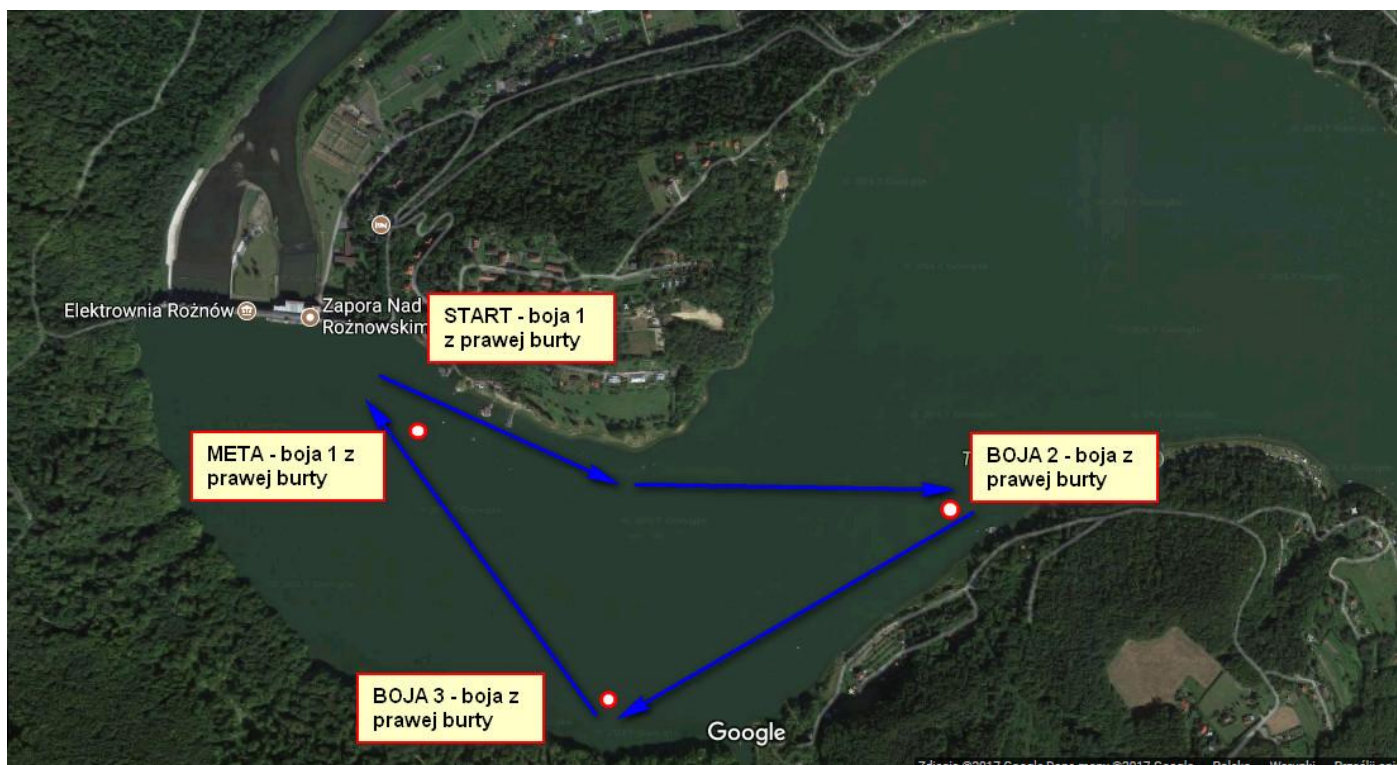 Elektrownia Rożnów
Zapora Nad
Rożnowskim
START - boja 1
z prawej burty
META - boja 1 z
prawej burty
BOJA 2 - boja z
prawej burty
BOJA 3 - boja z
prawej burty
Google